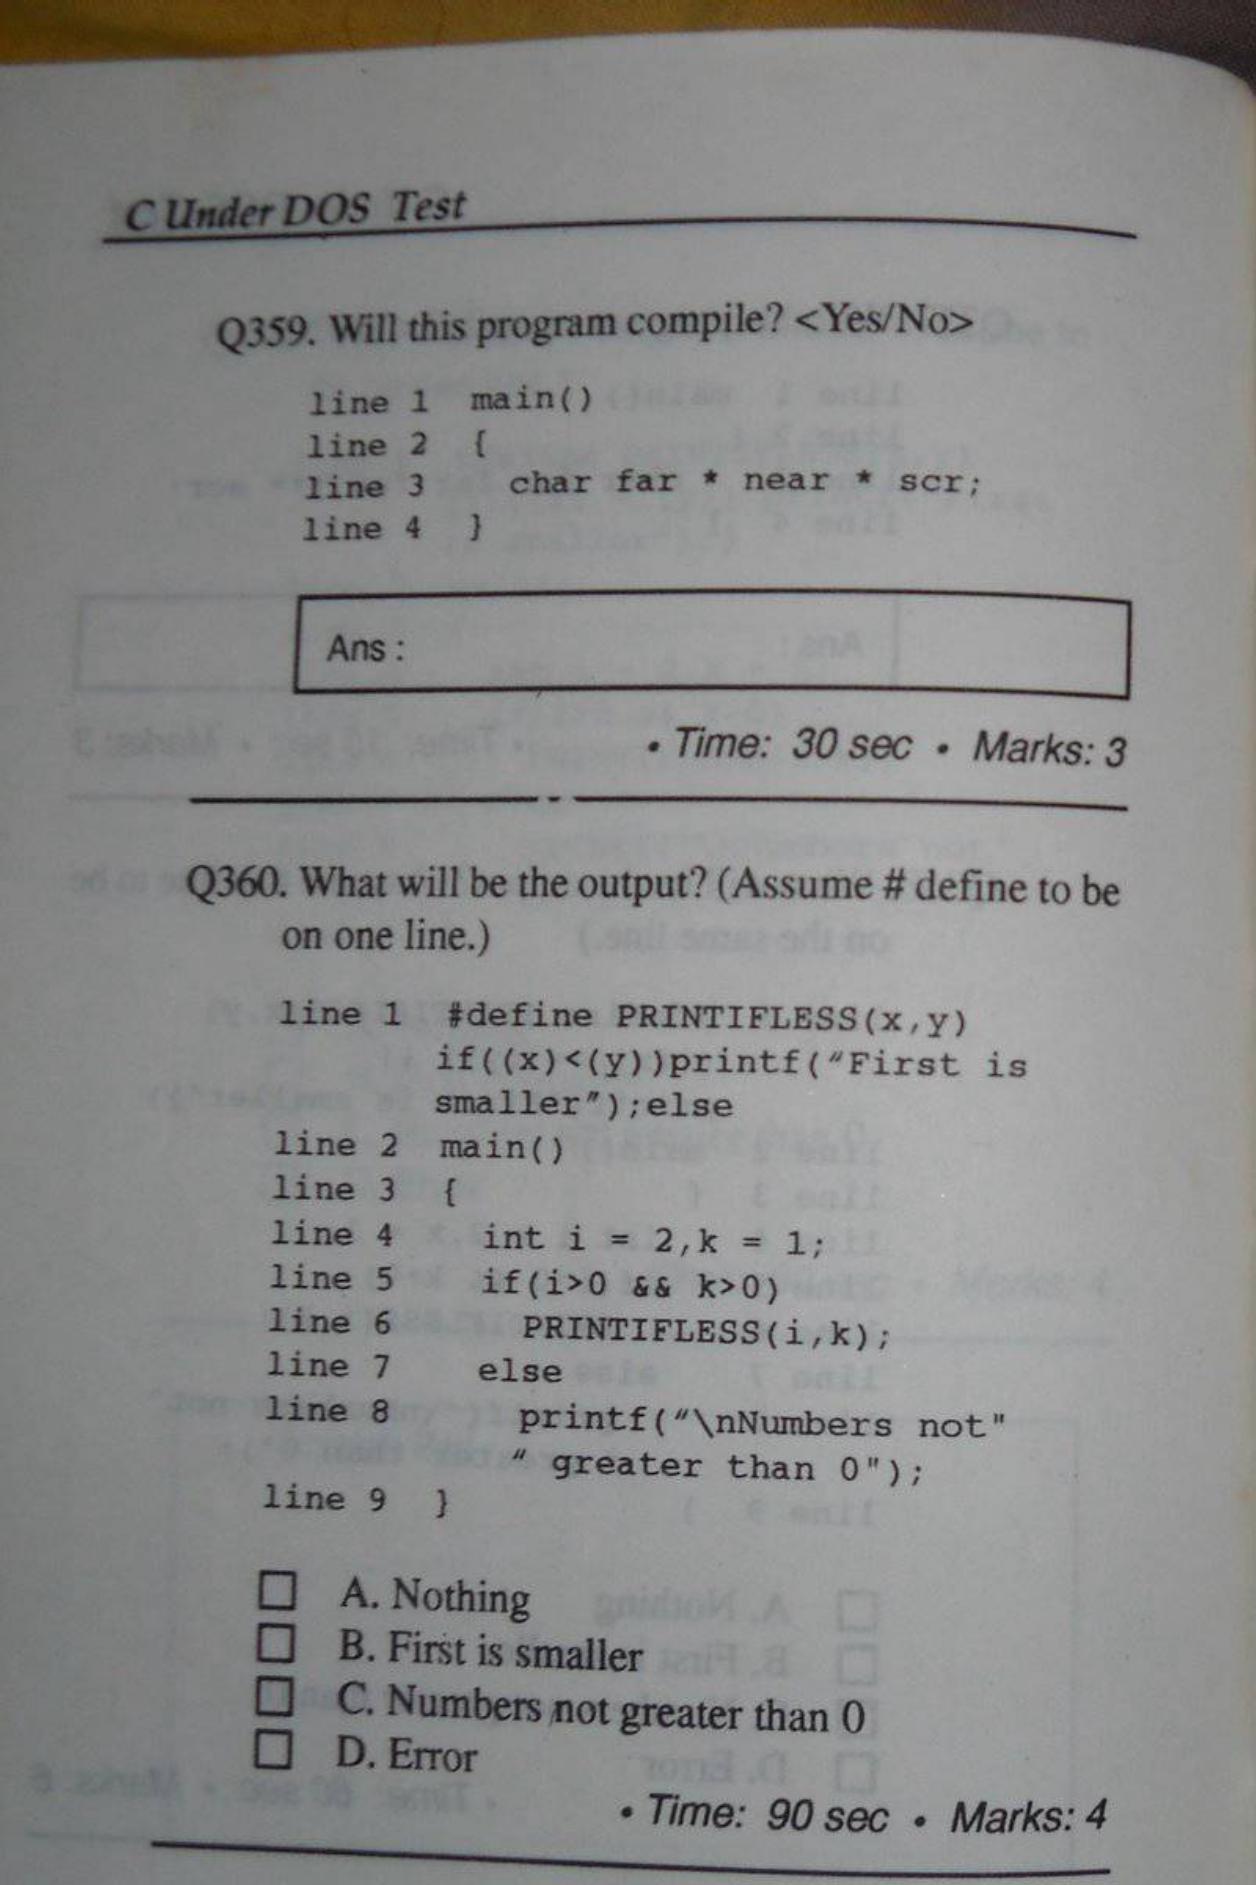 C Under DOS Test
Q359. Will this program compile? <Yes/No>
line 1 main()
line 2 {
line 3 char far * near * scr;
line 4 }
Ans :
• Time: 30 sec • Marks: 3
Q360. What will be the output? (Assume # define to be
on one line.)
line 1 #define PRINTIFLESS(x,y)
if((x)<(y))printf("First is
smaller");else
line 2 main()
line 3 {
line 4 int i = 2,k = 1;
line 5 if(i>0 && k>0)
line 6 PRINTIFLESS(i,k);
line 7 else
line 8 printf("\nNumbers not"
" greater than 0");
line 9 }
A. Nothing
B. First is smaller
C. Numbers not greater than 0
D. Error
• Time: 90 sec • Marks: 4